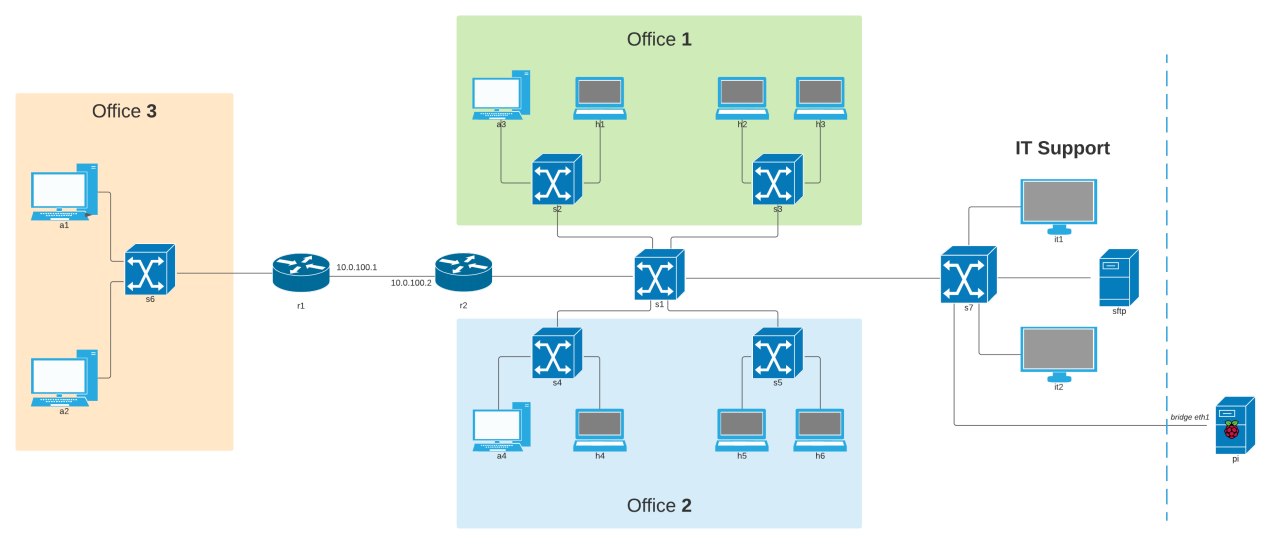 Office 1
a3
h1
h2
h3
s2
s3
Office 3
a1
s6
a2
r1
10.0.100.1
10.0.100.2
r2
s1
s4
s5
a4
h4
h5
h6
Office 2
IT Support
it1
s7
sftp
it2
bridge eth1
pi